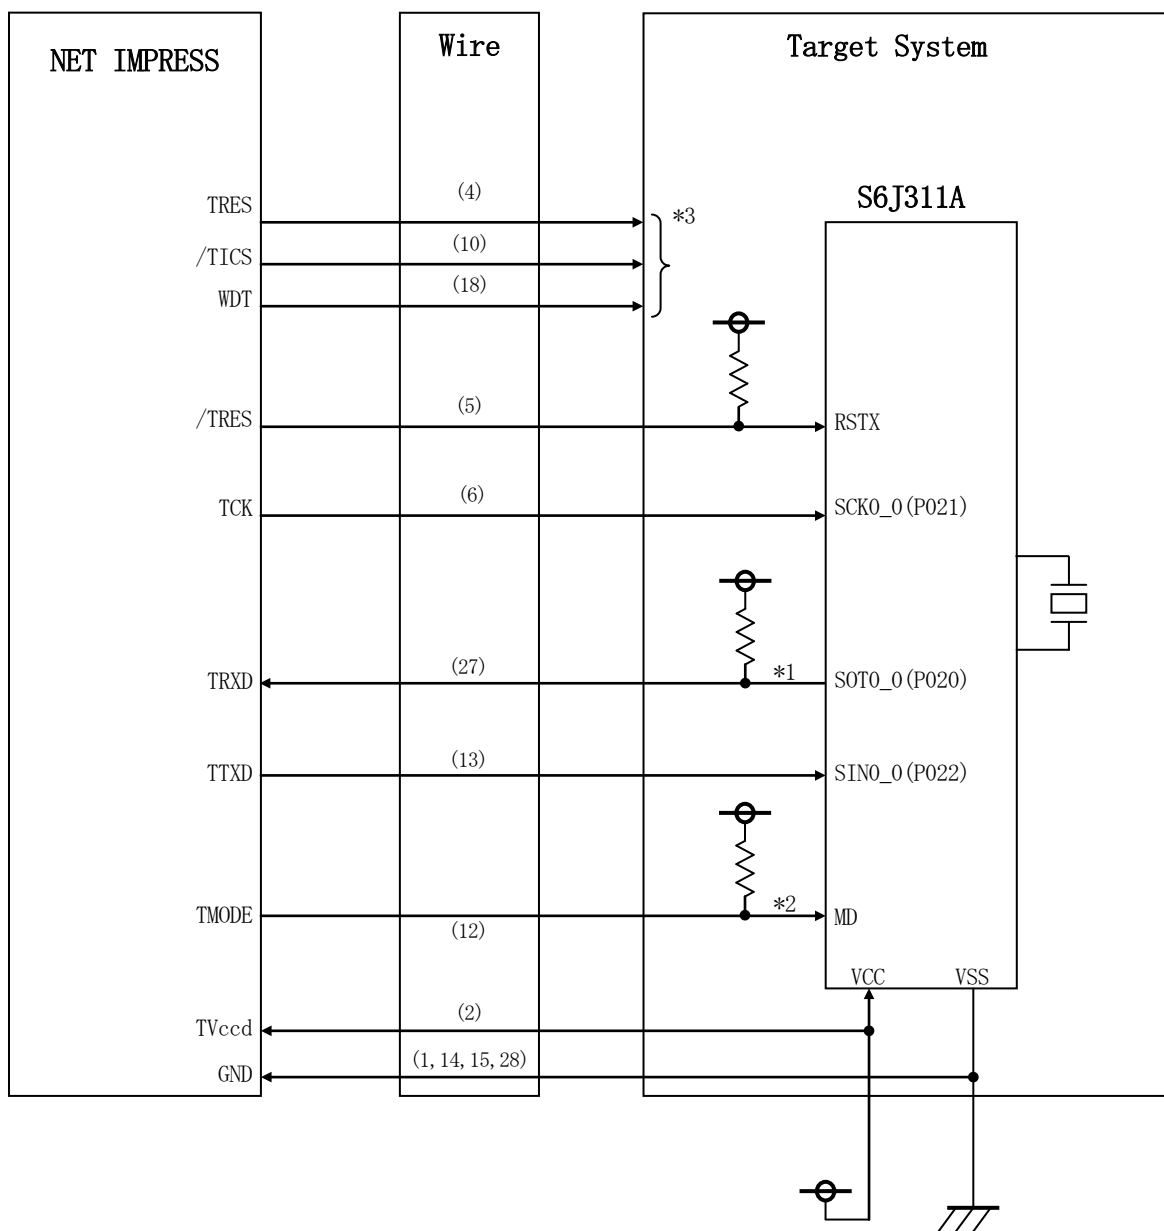 NET IMPRESS
Wire
Target System
S6J311A
TRES
(4)
*3
/TICS
(10)
WDT
(18)
/TRES
(5)
RSTX
TCK
(6)
SCK0_0(P021)
TRXD
(27)
*1
SOT0_0(P020)
TTXD
(13)
SIN0_0(P022)
TMODE
(12)
*2
MD
VCC
VSS
TVccd
(2)
GND
(1,14,15,28)